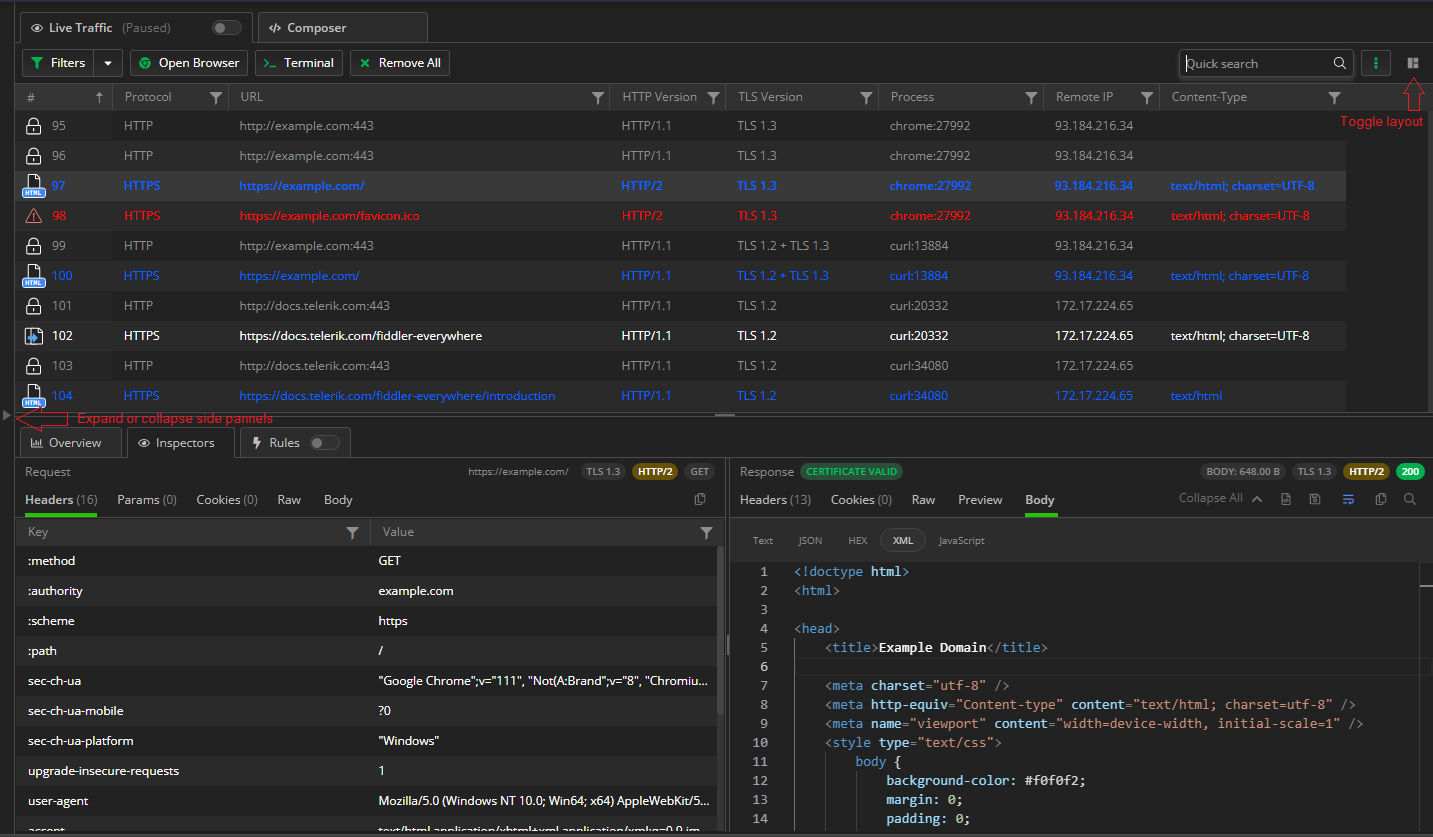 Live Traffic (Paused) Composer
Filters Open Browser Terminal Remove All Quick search
# Protocol URL HTTP Version TLS Version Process Remote IP Content-Type
Toggle layout
95 HTTP http://example.com:443 HTTP/1.1 TLS 1.3 chrome:27992 93.184.216.34
96 HTTP http://example.com:443 HTTP/1.1 TLS 1.3 chrome:27992 93.184.216.34
HTML 97 HTTPS https://example.com/ HTTP/2 TLS 1.3 chrome:27992 93.184.216.34 text/html; charset=UTF-8
98 HTTPS https://example.com/favicon.ico HTTP/2 TLS 1.3 chrome:27992 93.184.216.34 text/html; charset=UTF-8
99 HTTP http://example.com:443 HTTP/1.1 TLS 1.2 + TLS 1.3 curl:13884 93.184.216.34
HTML 100 HTTPS https://example.com/ HTTP/1.1 TLS 1.2 + TLS 1.3 curl:13884 93.184.216.34 text/html; charset=UTF-8
101 HTTP http://docs.telerik.com:443 HTTP/1.1 TLS 1.2 curl:20332 172.17.224.65
102 HTTPS https://docs.telerik.com/fiddler-everywhere HTTP/1.1 TLS 1.2 curl:20332 172.17.224.65 text/html; charset=UTF-8
103 HTTP http://docs.telerik.com:443 HTTP/1.1 TLS 1.2 curl:34080 172.17.224.65
HTML 104 HTTPS https://docs.telerik.com/fiddler-everywhere/introduction HTTP/1.1 TLS 1.2 curl:34080 172.17.224.65 text/html
Expand or collapse side pannels
Overview Inspectors Rules
Request https://example.com/ TLS 1.3 HTTP/2 GET
Headers (16) Params (0) Cookies (0) Raw Body
Key Value
:method GET
:authority example.com
:scheme https
:path /
sec-ch-ua "Google Chrome";v="111", "Not(A:Brand";v="8", "Chromiu...
sec-ch-ua-mobile ?0
sec-ch-ua-platform "Windows"
upgrade-insecure-requests 1
user-agent Mozilla/5.0 (Windows NT 10.0; Win64; x64) AppleWebKit/5...
accept text/html,application/xhtml+xml,application/xml;q=0.9,im...
Response CERTIFICATE VALID BODY: 648.00 B TLS 1.3 HTTP/2 200
Headers (13) Cookies (0) Raw Preview Body Collapse All
Text JSON HEX XML JavaScript
1 <!doctype html>
2 <html>
3
4 <head>
5 <title>Example Domain</title>
6
7 <meta charset="utf-8" />
8 <meta http-equiv="Content-type" content="text/html; charset=utf-8" />
9 <meta name="viewport" content="width=device-width, initial-scale=1" />
10 <style type="text/css">
11 body {
12 background-color: #f0f0f2;
13 margin: 0;
14 padding: 0;